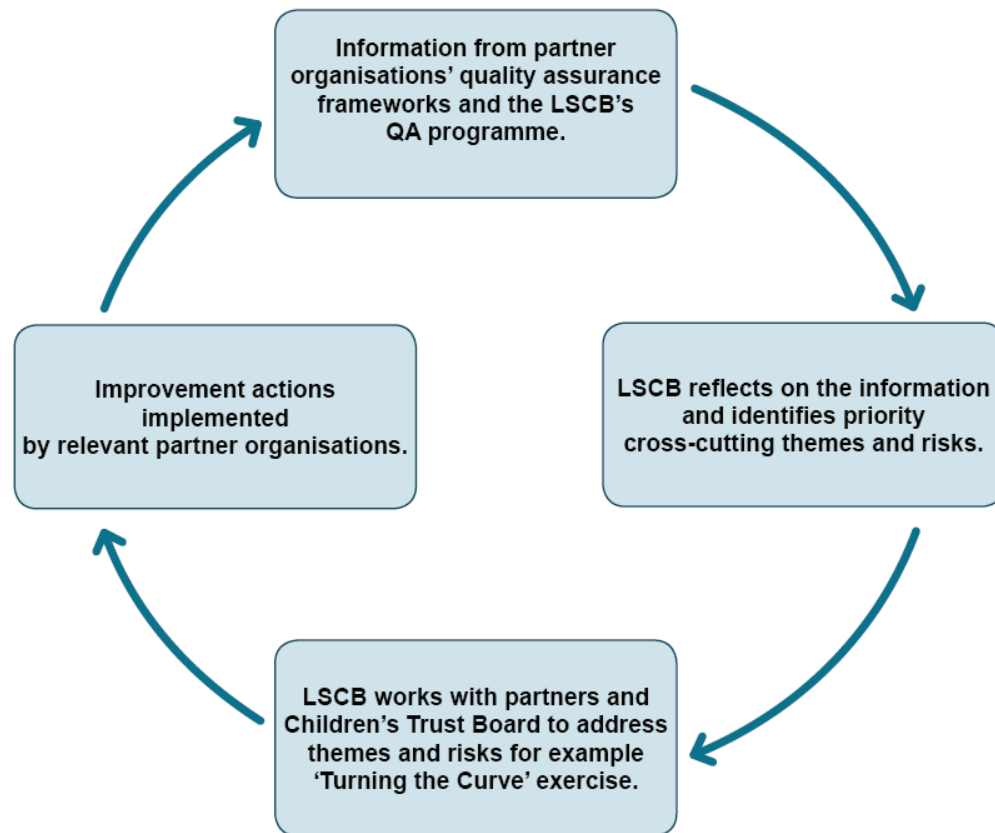 Information from partner
organisations’ quality assurance
frameworks and the LSCB’s
QA programme.
LSCB reflects on the information
and identifies priority
cross-cutting themes and risks.
LSCB works with partners and
Children’s Trust Board to address
themes and risks for example
‘Turning the Curve’ exercise.
Improvement actions
implemented
by relevant partner organisations.